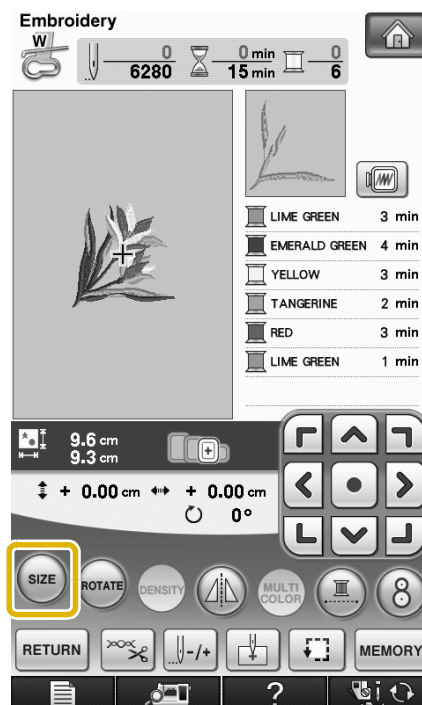 Embroidery
W
0 0 min 0
6280 15 min 6
LIME GREEN 3 min
EMERALD GREEN 4 min
YELLOW 3 min
TANGERINE 2 min
RED 3 min
LIME GREEN 1 min
9.6 cm
9.3 cm
+ 0.00 cm + 0.00 cm
0°
SIZE ROTATE DENSITY MULTI COLOR
RETURN -/+ MEMORY
?